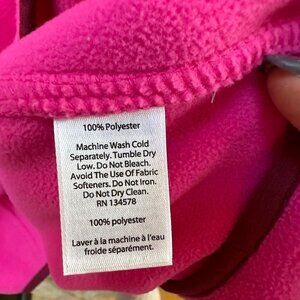 100% Polyester
Machine Wash Cold
Separately. Tumble Dry
Low. Do Not Bleach.
Avoid The Use Of Fabric
Softeners. Do Not Iron.
Do Not Dry Clean.
RN 134578
100% polyester
Laver à la machine à l'eau
froide séparément.